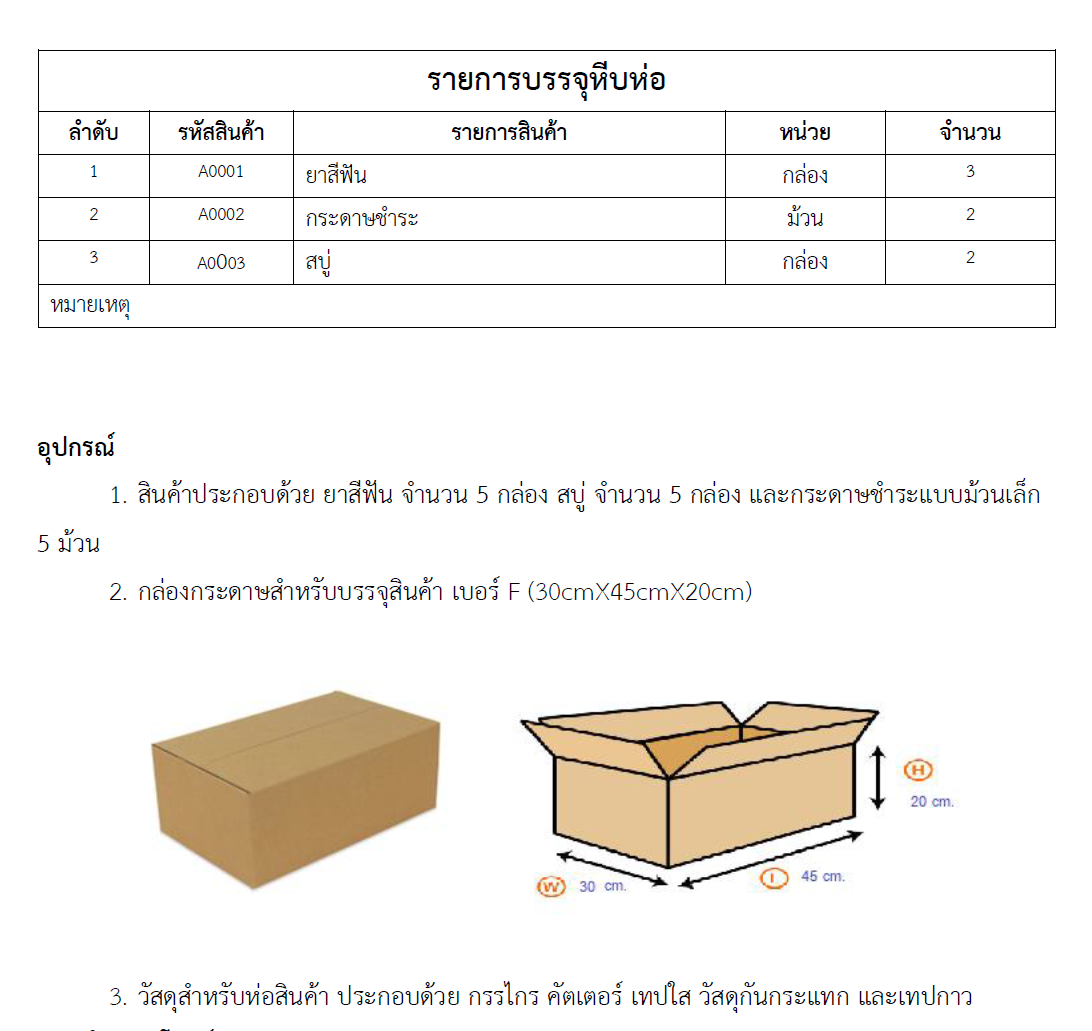 รายการบรรจุหีบห่อ
ลำดับ รหัสสินค้า รายการสินค้า หน่วย จำนวน
1 A0001 ยาสีฟัน กล่อง 3
2 A0002 กระดาษชำระ ม้วน 2
3 A0O03 สบู่ กล่อง 2
หมายเหตุ
อุปกรณ์
1. สินค้าประกอบด้วย ยาสีฟัน จำนวน 5 กล่อง สบู่ จำนวน 5 กล่อง และกระดาษชำระแบบม้วนเล็ก
5 ม้วน
2. กล่องกระดาษสำหรับบรรจุสินค้า เบอร์ F (30cmX45cmX20cm)
H
20 cm.
W 30 cm.
L 45 cm.
3. วัสดุสำหรับห่อสินค้า ประกอบด้วย กรรไกร คัตเตอร์ เทปใส วัสดุกันกระแทก และเทปกาว